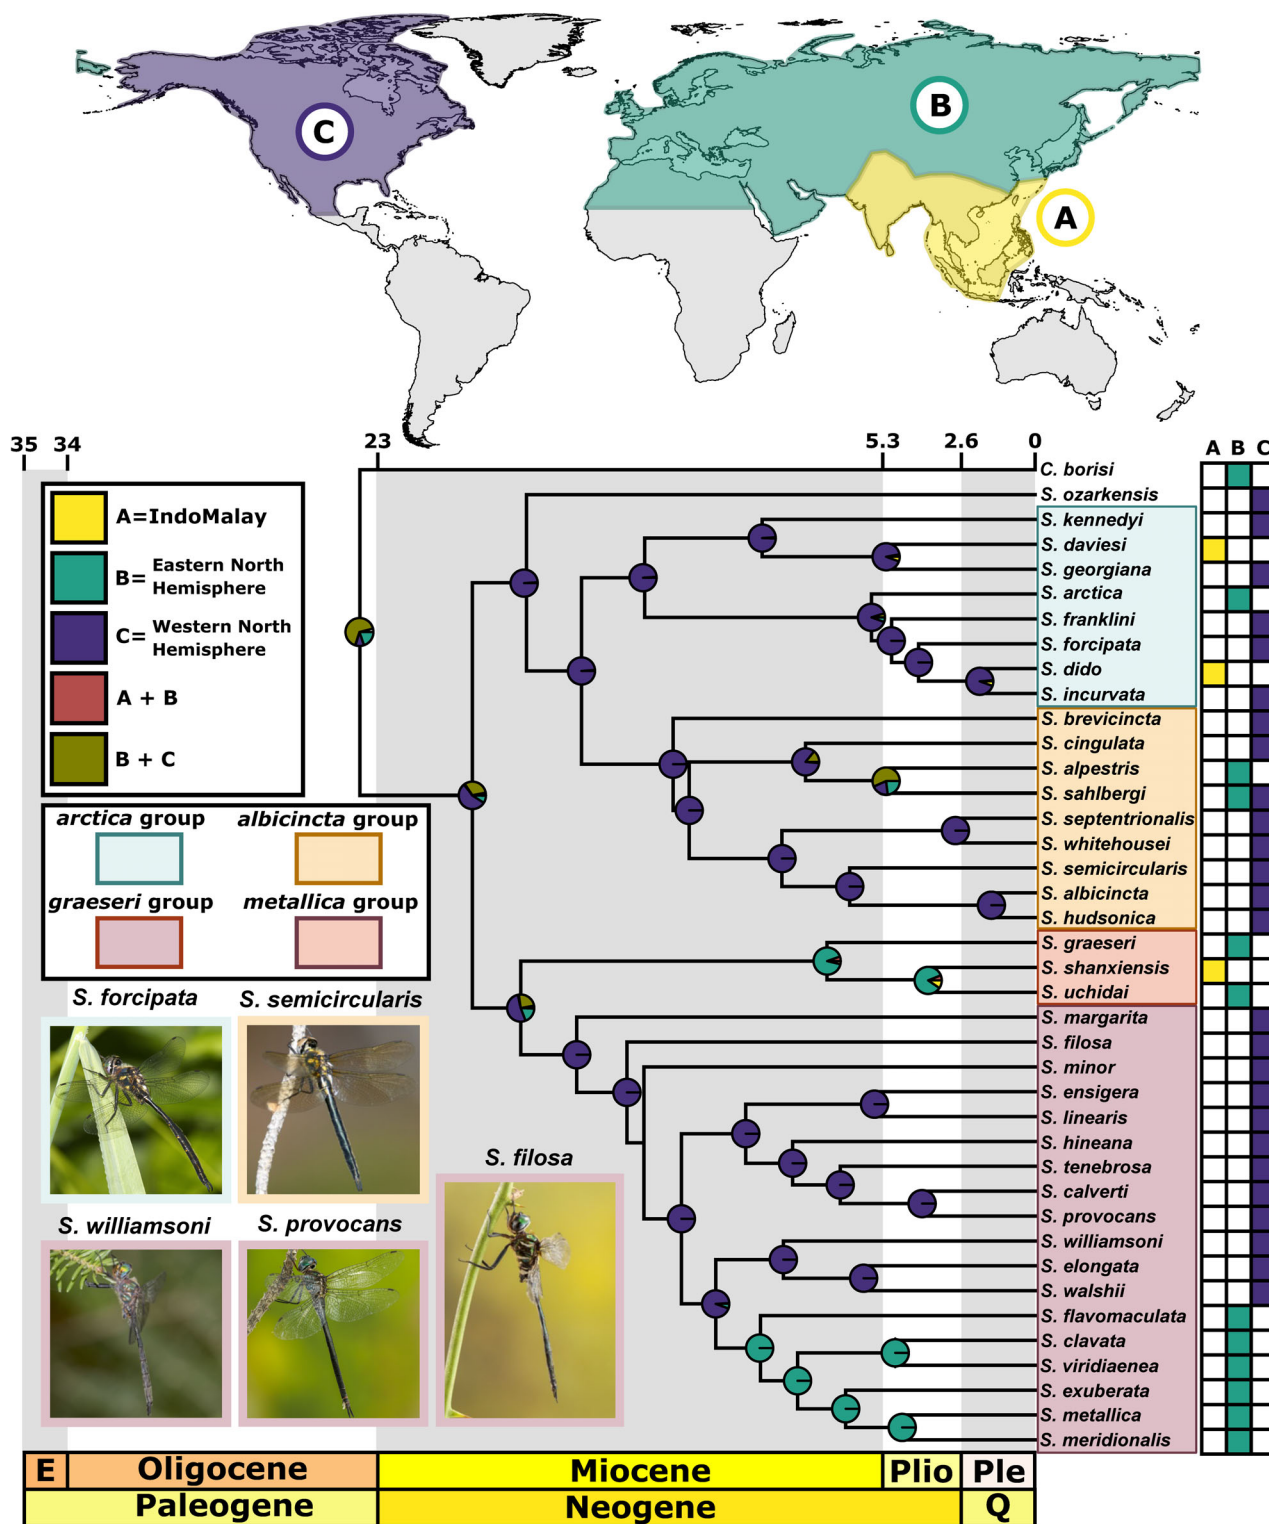 C
B
A
35 34 23 5.3 2.6 0
A B C
A=IndoMalay
B= Eastern North
Hemisphere
C= Western North
Hemisphere
A + B
B + C
arctica group
albicincta group
graeseri group
metallica group
C. borisi
S. ozarkensis
S. kennedyi
S. daviesi
S. georgiana
S. arctica
S. franklini
S. forcipata
S. dido
S. incurvata
S. brevicincta
S. cingulata
S. alpestris
S. sahlbergi
S. septentrionalis
S. whitehousei
S. semicircularis
S. albicincta
S. hudsonica
S. graeseri
S. shanxiensis
S. uchidai
S. margarita
S. filosa
S. minor
S. ensigera
S. linearis
S. hineana
S. tenebrosa
S. calverti
S. provocans
S. williamsoni
S. elongata
S. walshii
S. flavomaculata
S. clavata
S. viridiaenea
S. exuberata
S. metallica
S. meridionalis
S. forcipata
S. semicircularis
S. filosa
S. williamsoni
S. provocans
E Oligocene Miocene Plio Ple
Paleogene Neogene Q